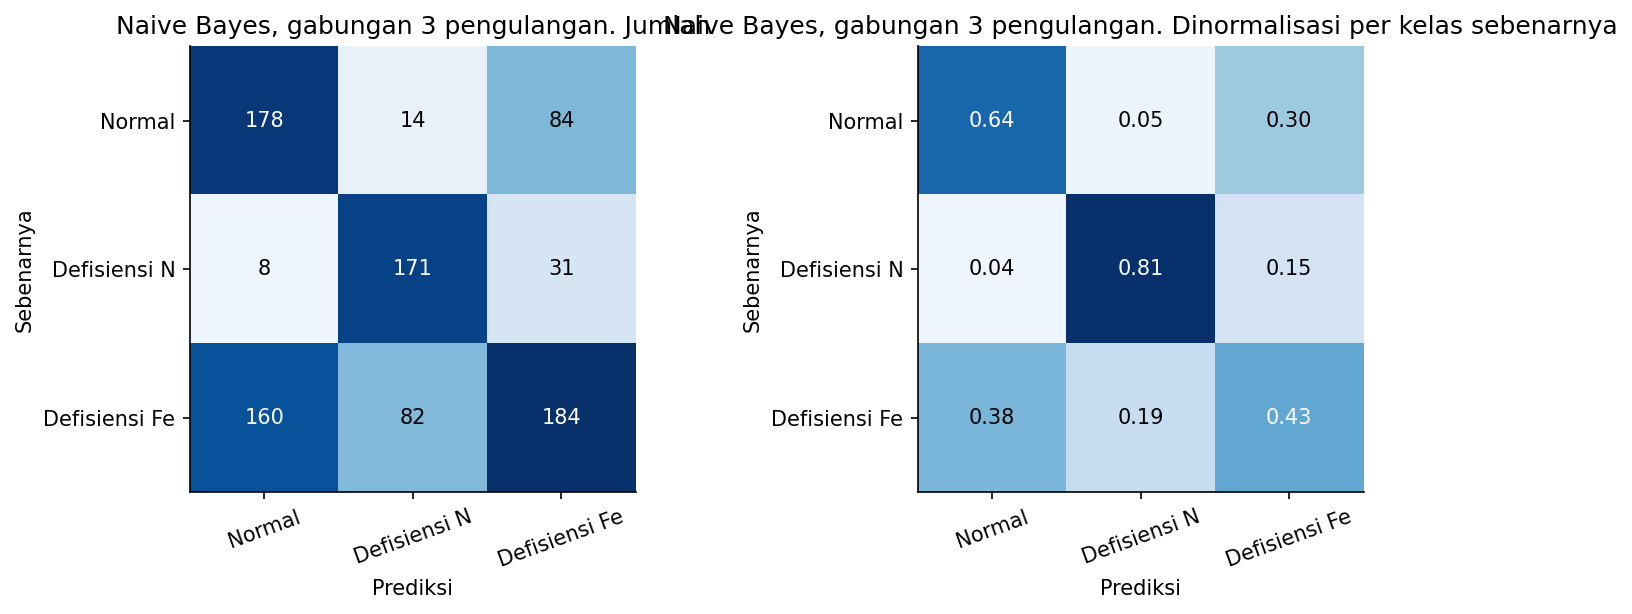 Naive Bayes, gabungan 3 pengulangan. Jumlah
Naive Bayes, gabungan 3 pengulangan. Dinormalisasi per kelas sebenarnya
Sebenarnya
Normal 178 14 84
Defisiensi N 8 171 31
Defisiensi Fe 160 82 184
Normal Defisiensi N Defisiensi Fe
Prediksi
Sebenarnya
Normal 0.64 0.05 0.30
Defisiensi N 0.04 0.81 0.15
Defisiensi Fe 0.38 0.19 0.43
Normal Defisiensi N Defisiensi Fe
Prediksi